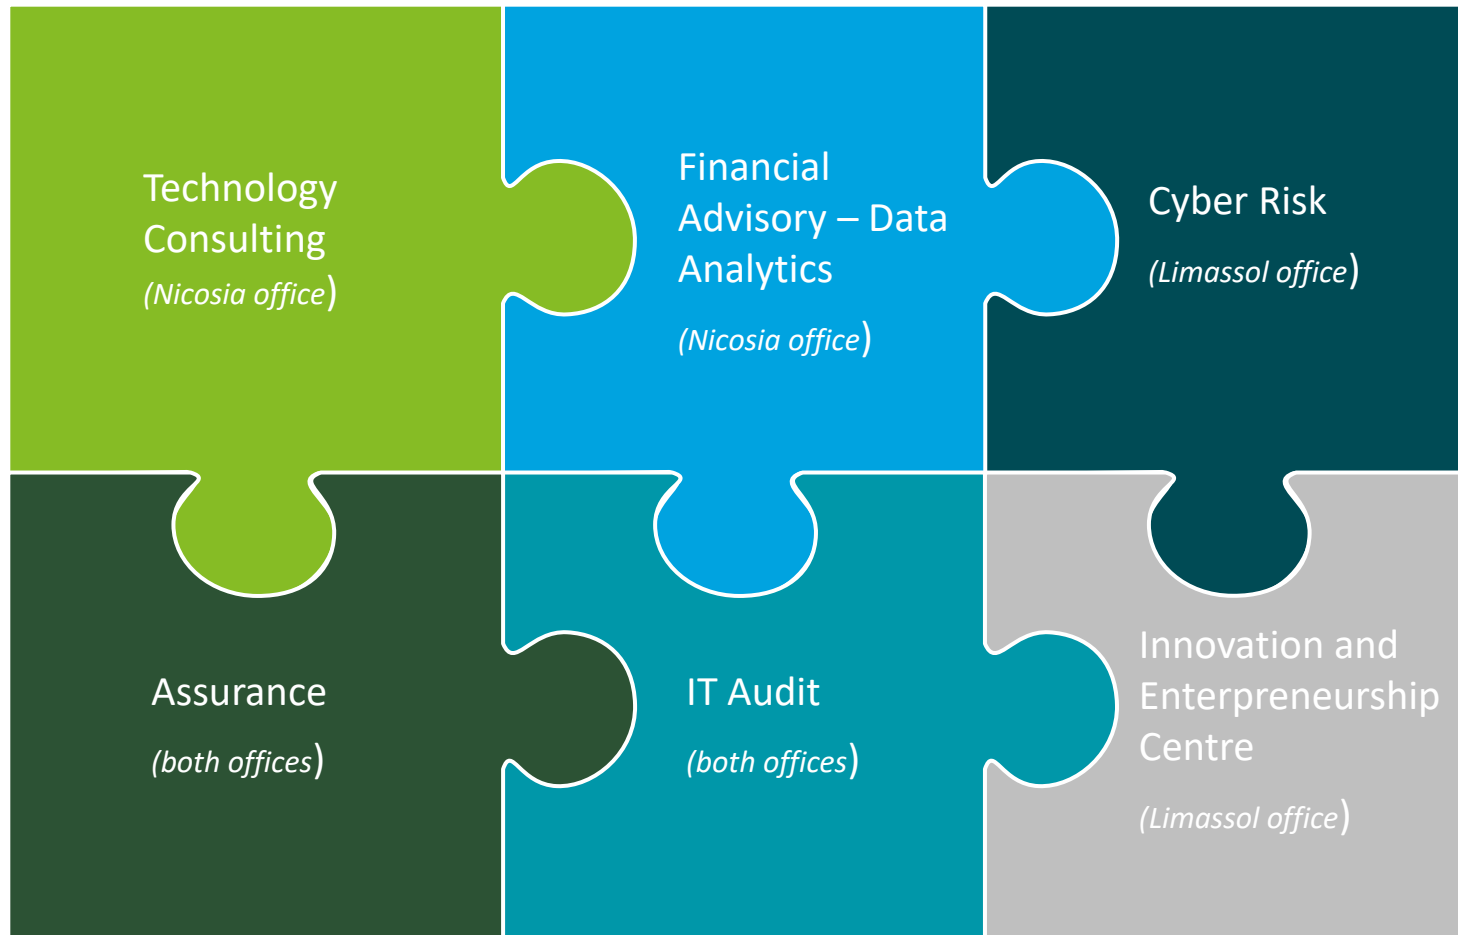 Technology
Consulting
(Nicosia office)
Financial
Advisory – Data
Analytics
(Nicosia office)
Cyber Risk
(Limassol office)
Assurance
(both offices)
IT Audit
(both offices)
Innovation and
Enterpreneurship
Centre
(Limassol office)